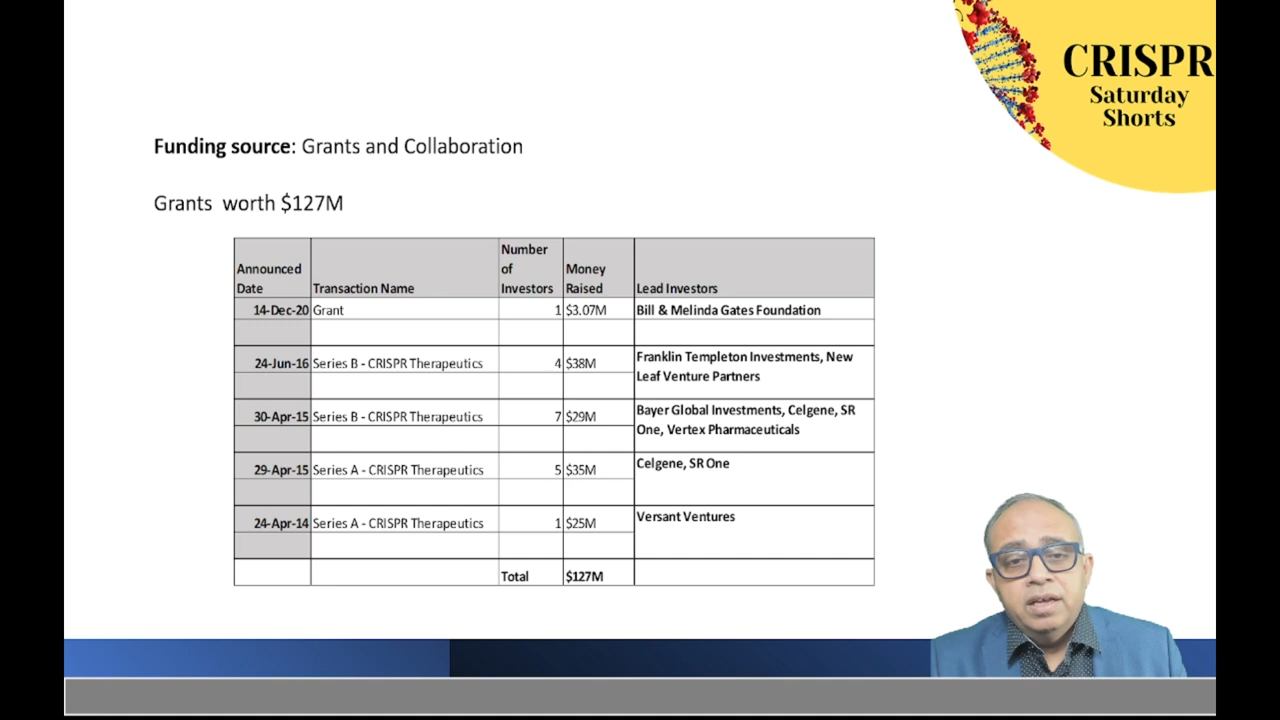 CRISPR
Saturday
Shorts
Funding source: Grants and Collaboration
Grants worth $127M
Announced Date Transaction Name Number of Investors Money Raised Lead Investors
14-Dec-20 Grant 1 $3.07M Bill & Melinda Gates Foundation
24-Jun-16 Series B - CRISPR Therapeutics 4 $38M Franklin Templeton Investments, New
Leaf Venture Partners
30-Apr-15 Series B - CRISPR Therapeutics 7 $29M Bayer Global Investments, Celgene, SR
One, Vertex Pharmaceuticals
29-Apr-15 Series A - CRISPR Therapeutics 5 $35M Celgene, SR One
24-Apr-14 Series A - CRISPR Therapeutics 1 $25M Versant Ventures
Total $127M